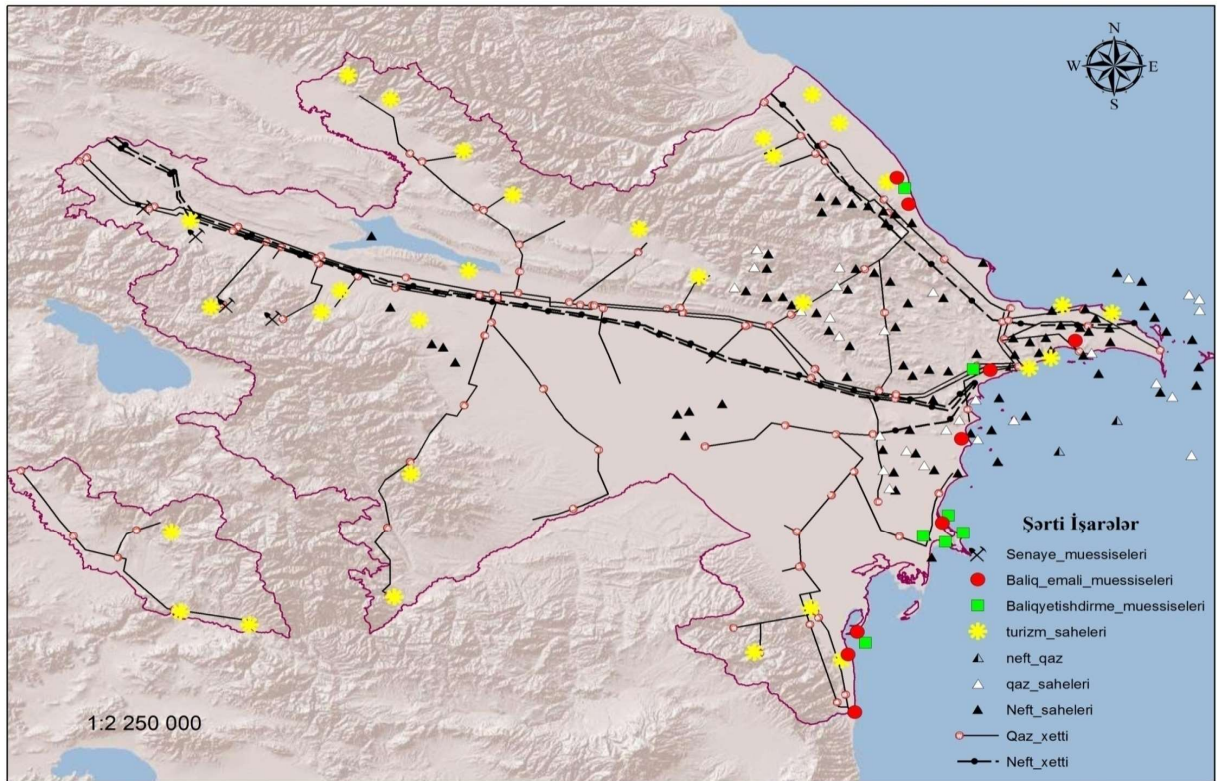 N
W E
S
Şərti İşarələr
Senaye_muessiseleri
Baliq_emali_muessiseleri
Baliqyetishdirme_muessiseleri
turizm_saheleri
neft_qaz
qaz_saheleri
Neft_saheleri
Qaz_xetti
Neft_xetti
1:2 250 000